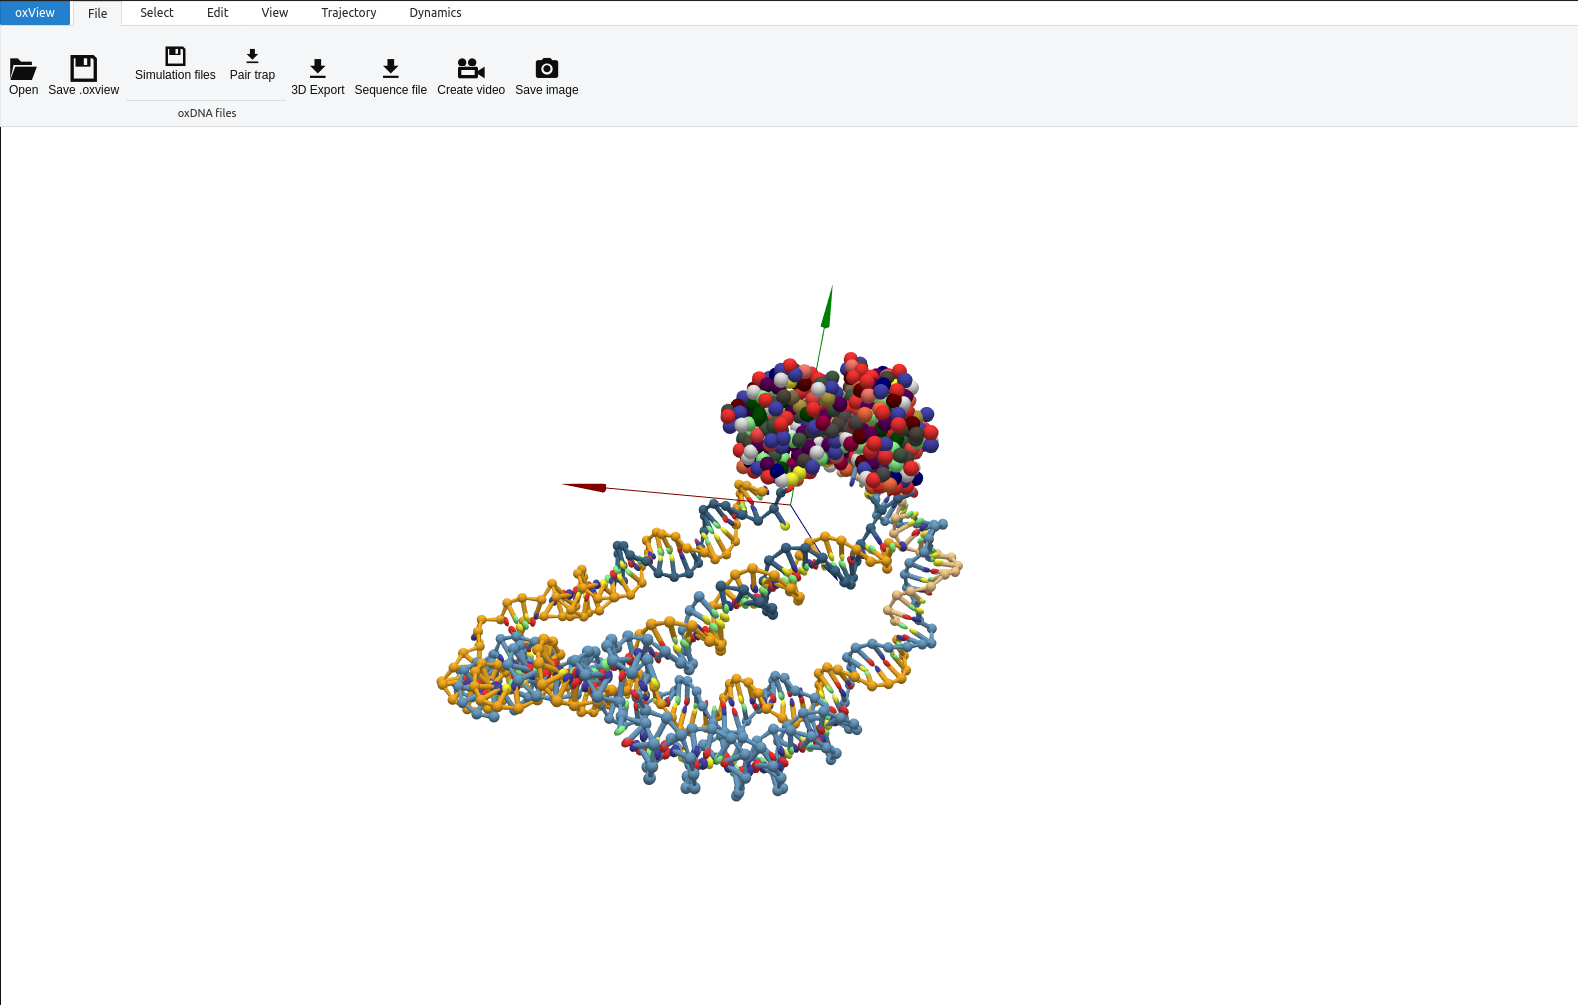 oxView File Select Edit View Trajectory Dynamics
Simulation files Pair trap
Open Save .oxview 3D Export Sequence file Create video Save image
oxDNA files